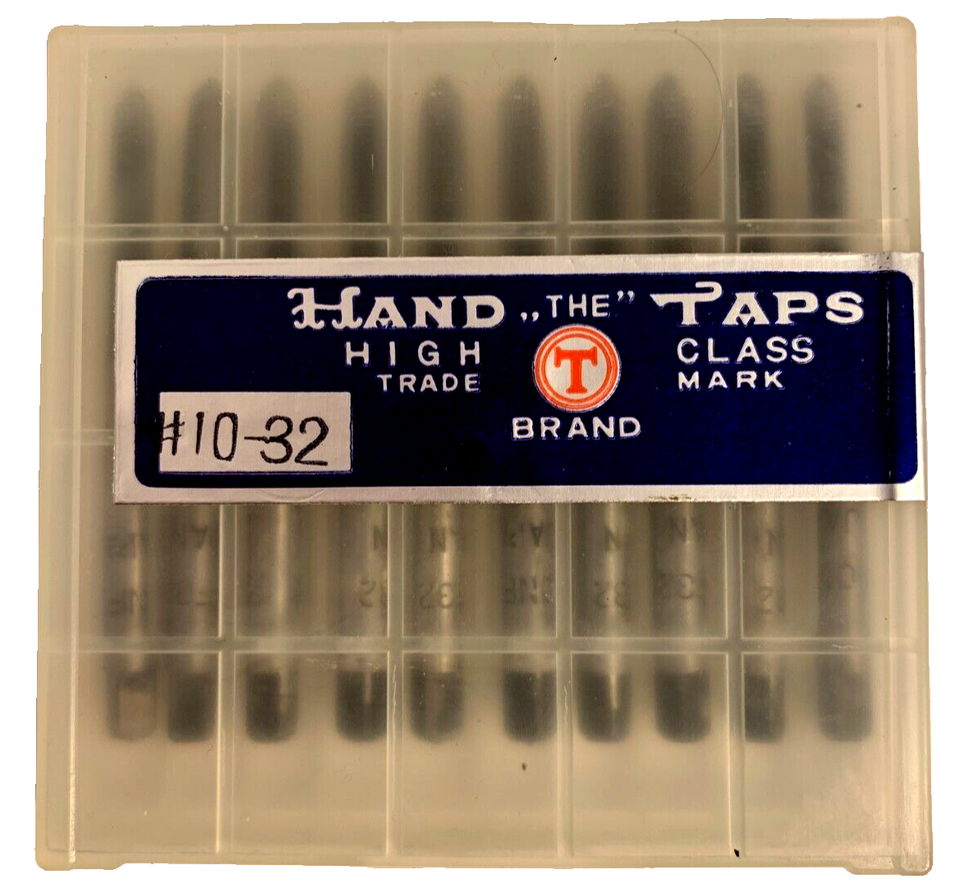 HAND „THE” TAPS
HIGH T CLASS
TRADE MARK
BRAND
#10-32